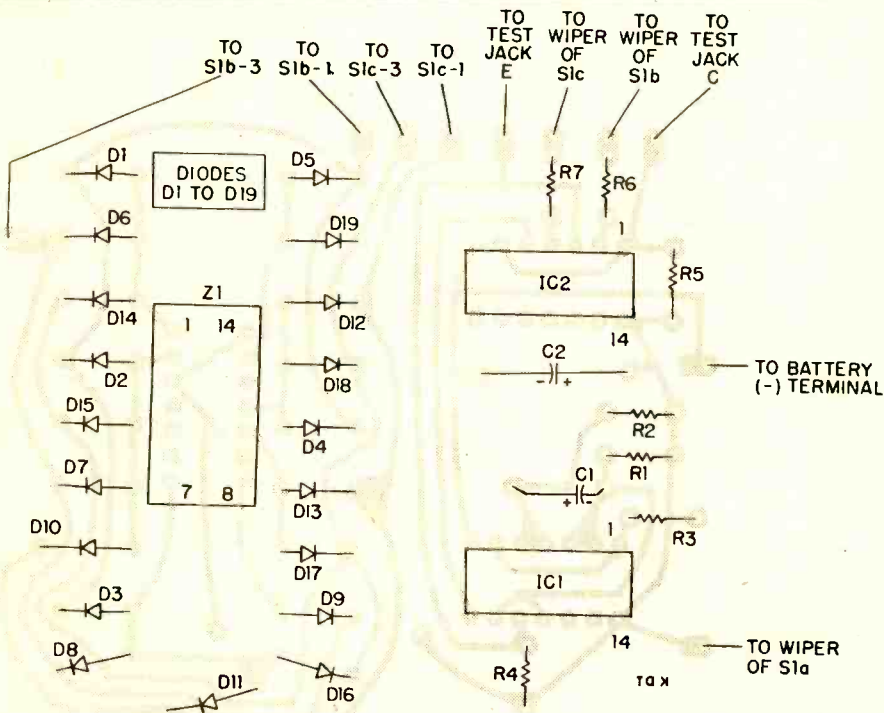 TO
S1b-3
TO
S1b-1
TO
S1c-3
TO
S1c-1
TO
TEST
JACK
E
TO
WIPER
OF
S1c
TO
WIPER
OF
S1b
TO
TEST
JACK
C
D1
DIODES
D1 TO D19
D5
R7
R6
D6
D19
1
IC2
R5
Z1
D14
1 14
D12
14
C2
- +
TO BATTERY
(-) TERMINAL
D2
D18
D15
D4
R2
D7
7 8
D13
C1
+ -
R1
D10
D17
1
R3
IC1
D3
D9
14
TO WIPER
OF S1a
D8
D16
R4
D11
KDT